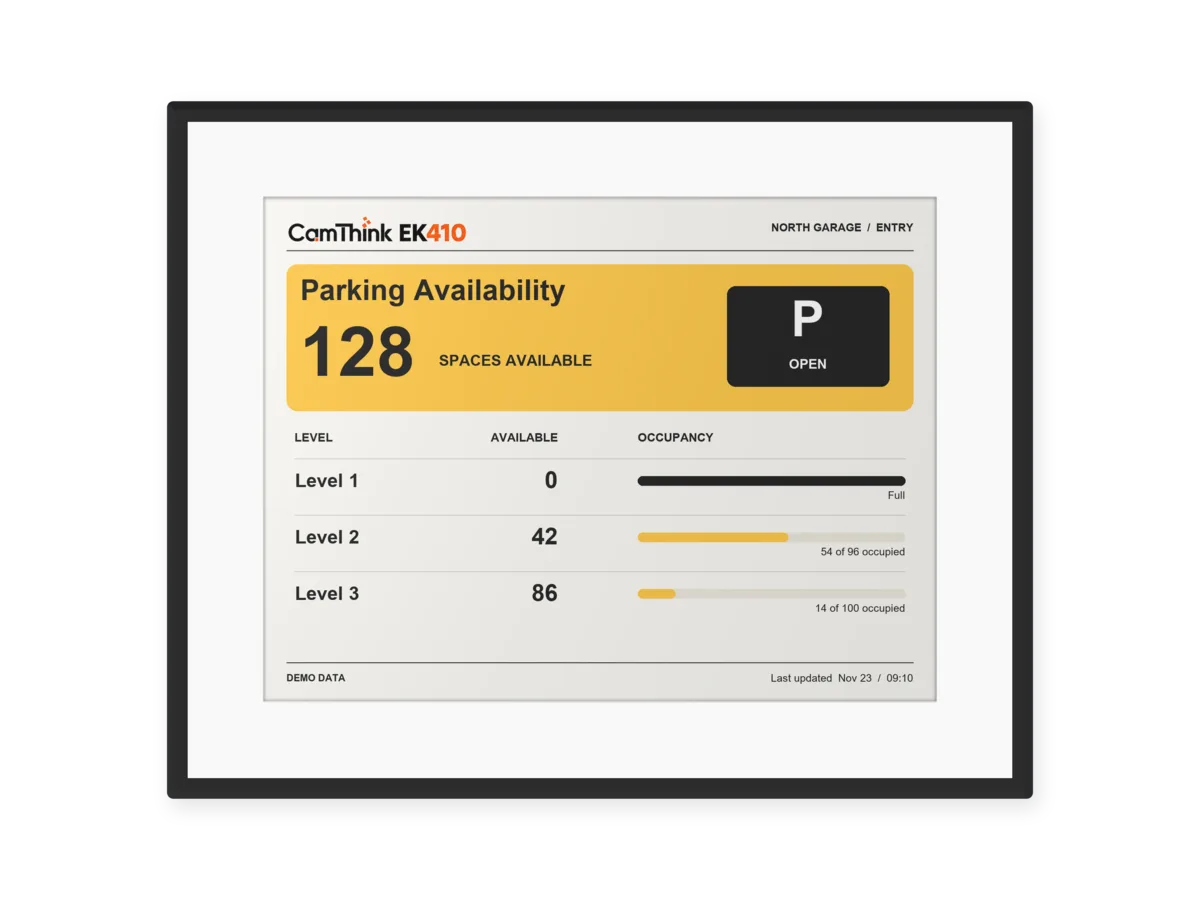 CamThink EK410
NORTH GARAGE / ENTRY
Parking Availability
128 SPACES AVAILABLE
P
OPEN
LEVEL AVAILABLE OCCUPANCY
Level 1 0
Full
Level 2 42
54 of 96 occupied
Level 3 86
14 of 100 occupied
DEMO DATA
Last updated Nov 23 / 09:10